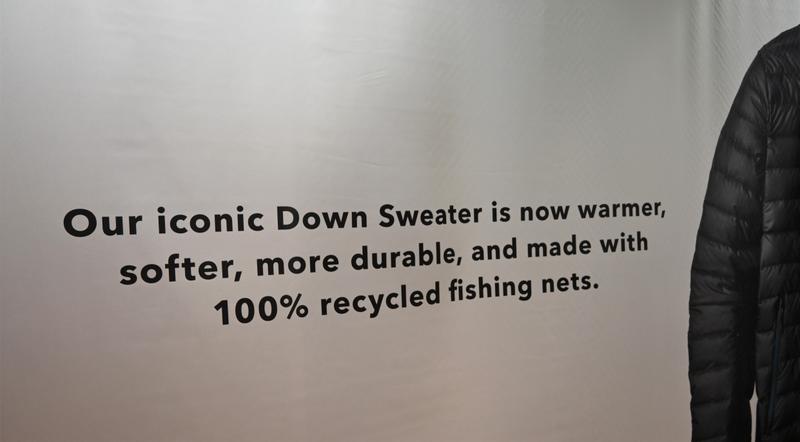 Our iconic Down Sweater is now warmer,
softer, more durable, and made with
100% recycled fishing nets.